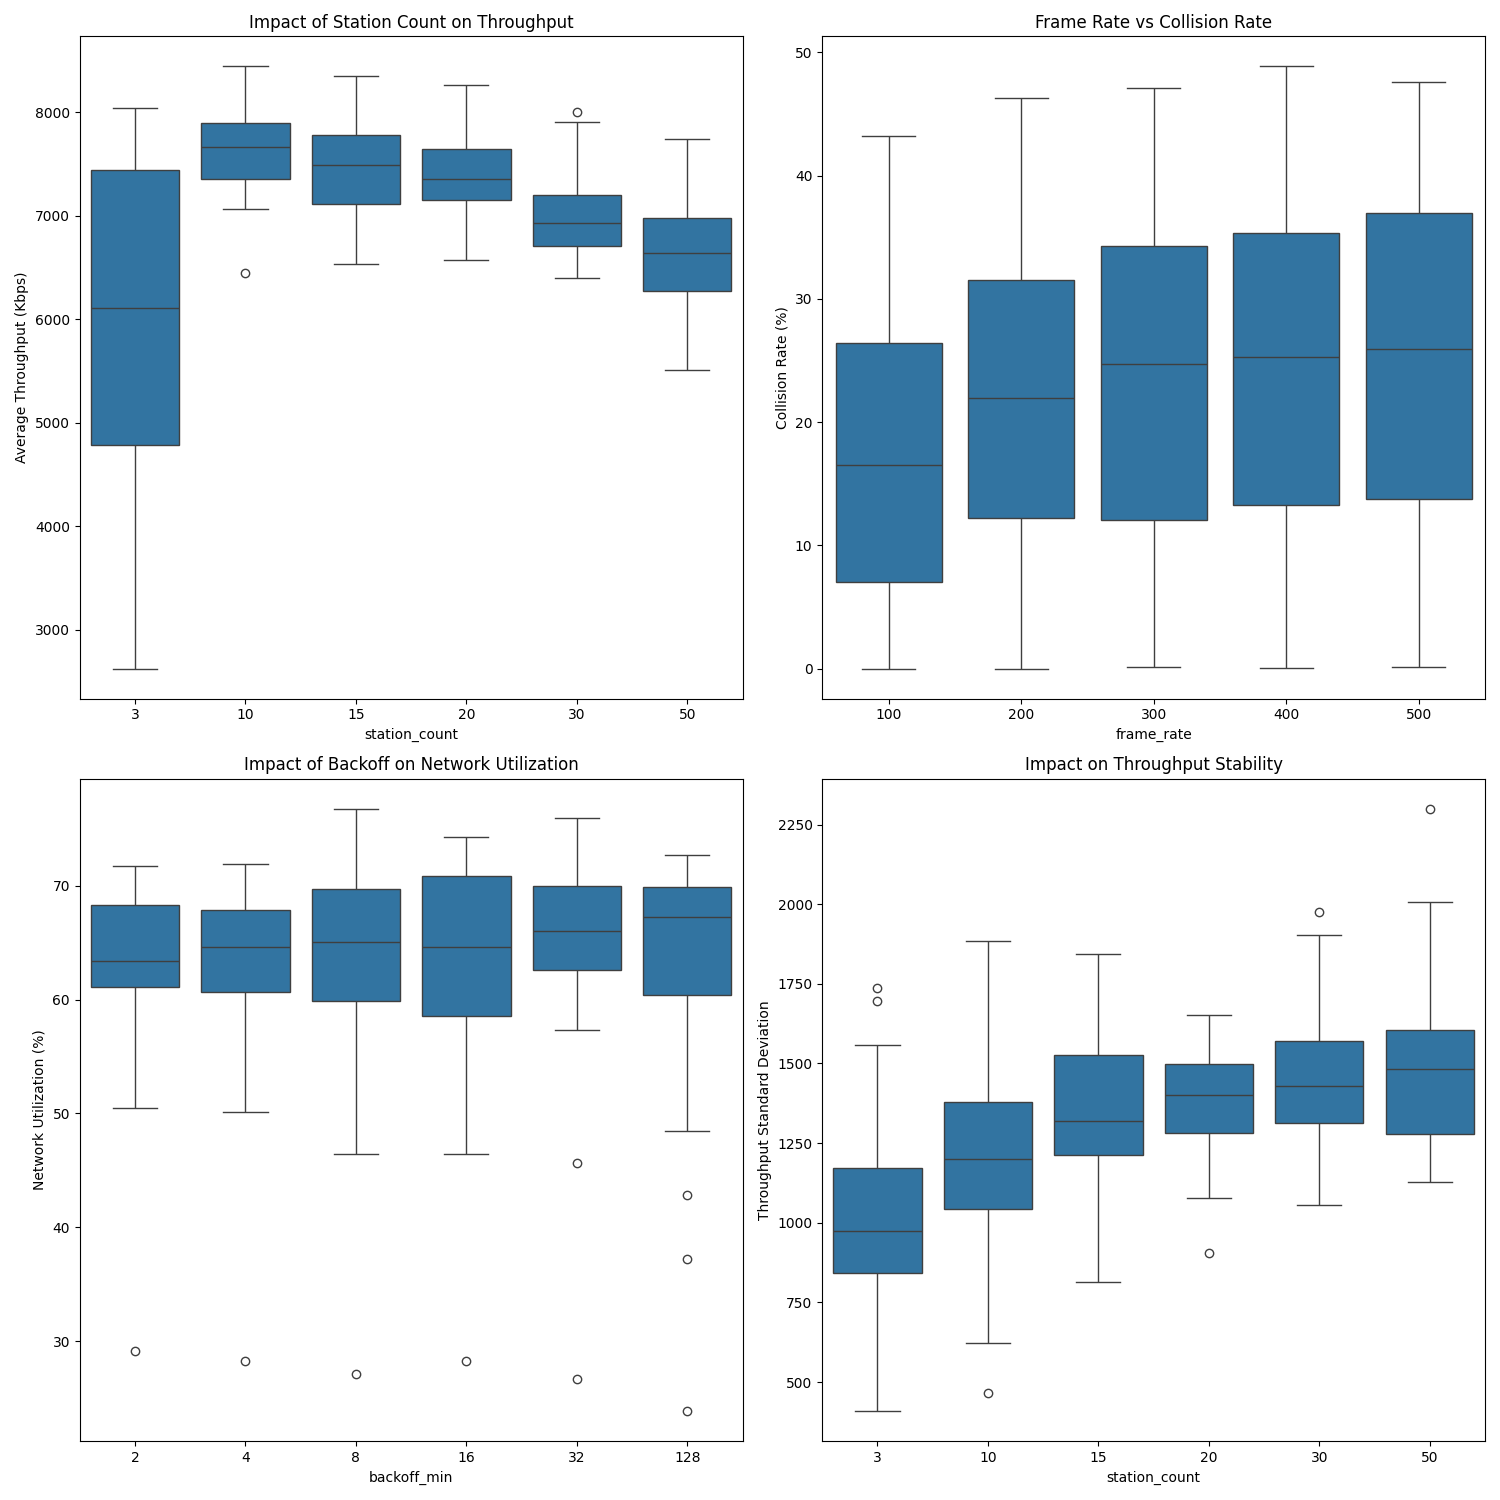 Impact of Station Count on Throughput
Average Throughput (Kbps)
8000
7000
6000
5000
4000
3000
3 10 15 20 30 50
station_count
Frame Rate vs Collision Rate
Collision Rate (%)
50
40
30
20
10
0
100 200 300 400 500
frame_rate
Impact of Backoff on Network Utilization
Network Utilization (%)
70
60
50
40
30
2 4 8 16 32 128
backoff_min
Impact on Throughput Stability
Throughput Standard Deviation
2250
2000
1750
1500
1250
1000
750
500
3 10 15 20 30 50
station_count